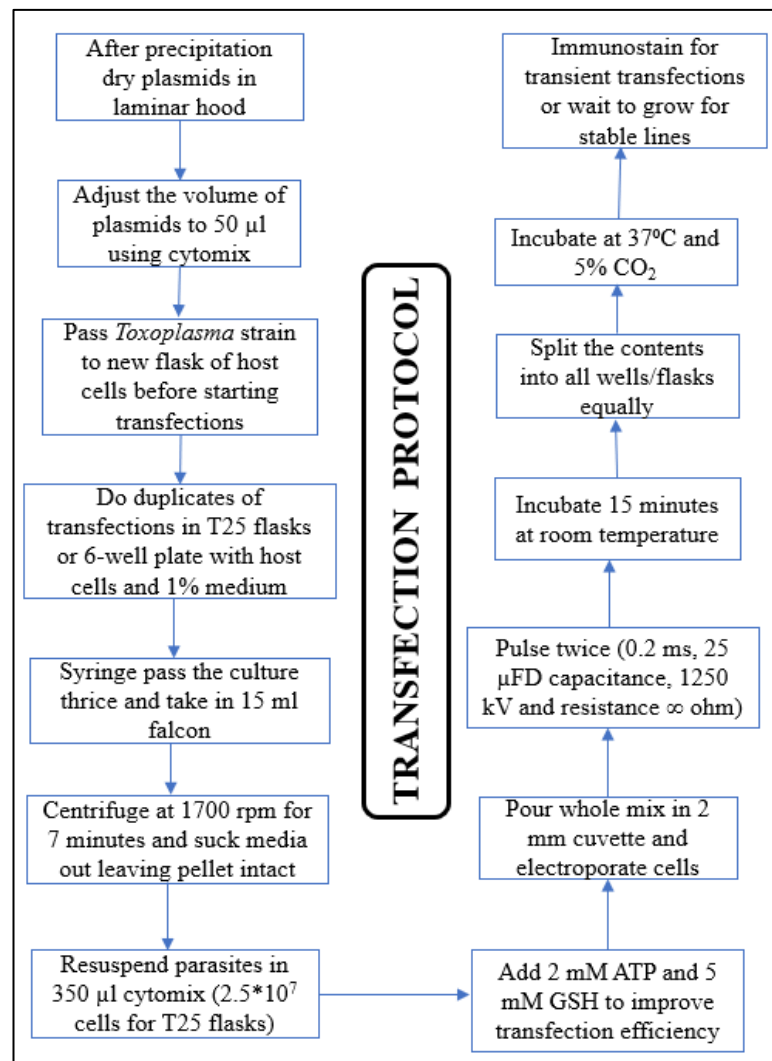 After precipitation
dry plasmids in
laminar hood
Adjust the volume of
plasmids to 50 µl
using cytomix
Pass Toxoplasma strain
to new flask of host
cells before starting
transfections
Do duplicates of
transfections in T25 flasks
or 6-well plate with host
cells and 1% medium
Syringe pass the culture
thrice and take in 15 ml
falcon
Centrifuge at 1700 rpm for
7 minutes and suck media
out leaving pellet intact
Resuspend parasites in
350 µl cytomix (2.5*10⁷
cells for T25 flasks)
TRANSFECTION PROTOCOL
Add 2 mM ATP and 5
mM GSH to improve
transfection efficiency
Pour whole mix in 2
mm cuvette and
electroporate cells
Pulse twice (0.2 ms, 25
µFD capacitance, 1250
kV and resistance ∞ ohm)
Incubate 15 minutes
at room temperature
Split the contents
into all wells/flasks
equally
Incubate at 37⁰C and
5% CO₂
Immunostain for
transient transfections
or wait to grow for
stable lines